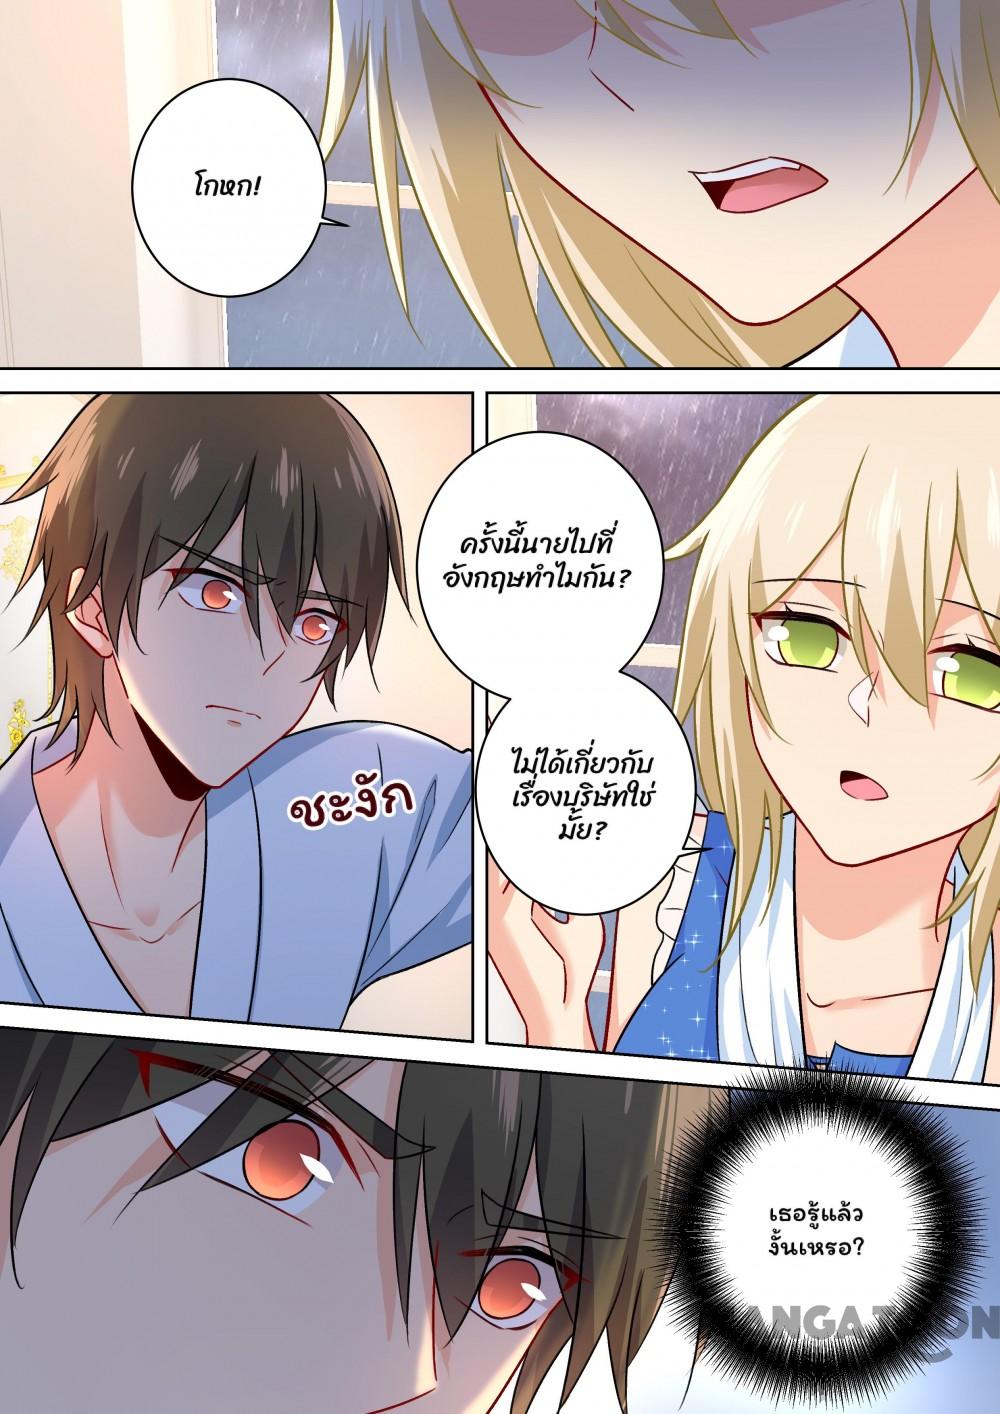 โกหก!
ครั้งนี้นายไปที่
อังกฤษทำไมกัน?
ไม่ได้เกี่ยวกับ
เรื่องบริษัทใช่
มั้ย?
ชะงัก
เธอรู้แล้ว
งั้นเหรอ?
MANGATOON